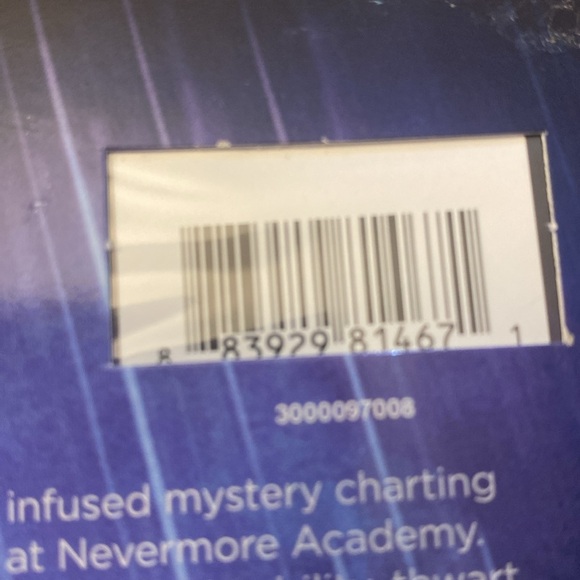 8 83929 81467 1
3000097008
infused mystery charting
at Nevermore Academy.